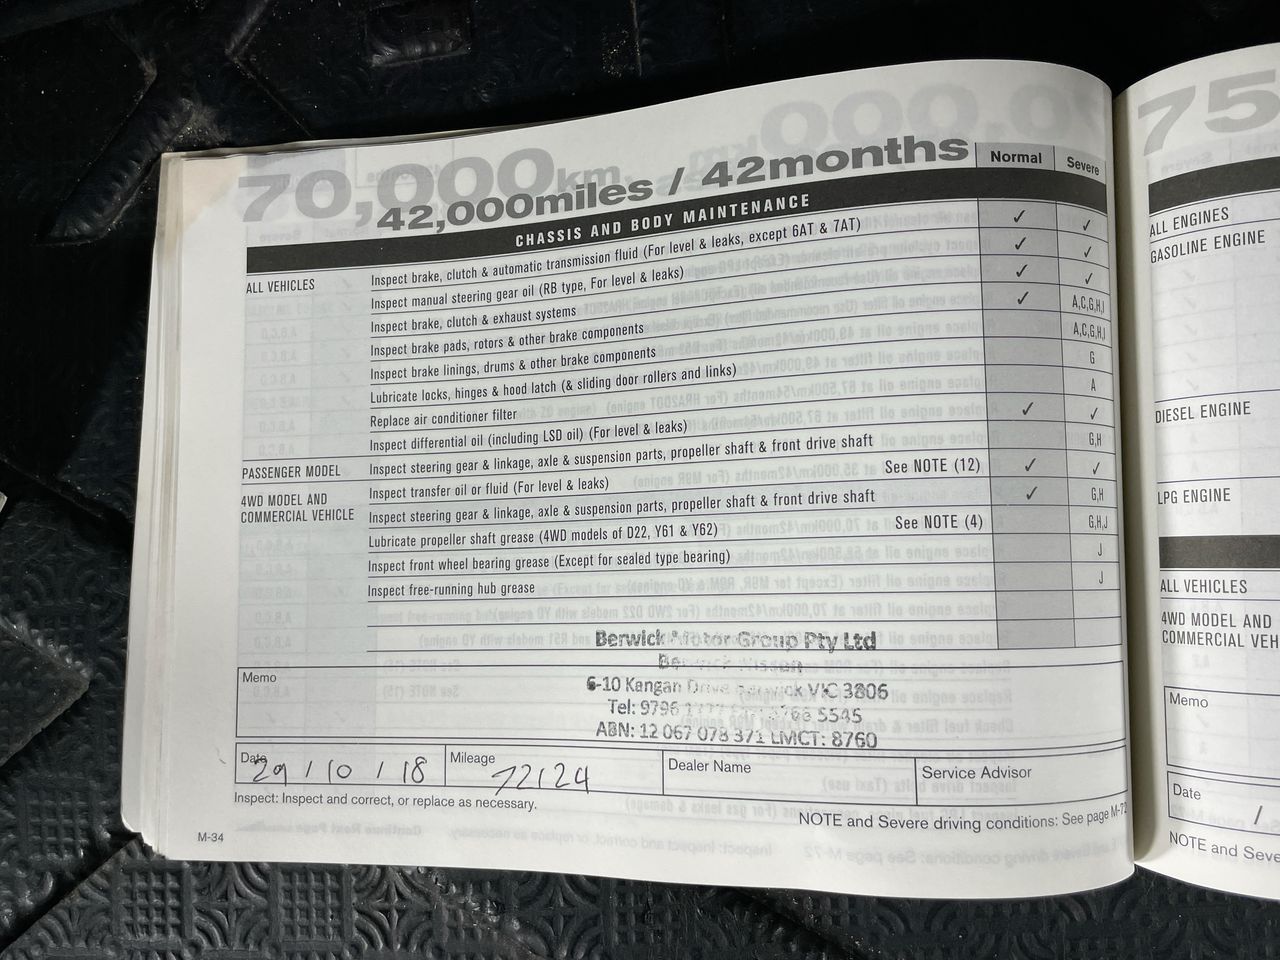 70,000km
42,000miles / 42months
Normal
Severe
CHASSIS AND BODY MAINTENANCE
ALL VEHICLES
Inspect brake, clutch & automatic transmission fluid (For level & leaks, except 6AT & 7AT) ✓ ✓
Inspect manual steering gear oil (RB type, For level & leaks) ✓ ✓
Inspect brake, clutch & exhaust systems ✓ ✓
Inspect brake pads, rotors & other brake components ✓ A,C,G,H,I
Inspect brake linings, drums & other brake components A,C,G,H,I
Lubricate locks, hinges & hood latch (& sliding door rollers and links) G
Replace air conditioner filter A
Inspect differential oil (including LSD oil) (For level & leaks) ✓ ✓
PASSENGER MODEL
Inspect steering gear & linkage, axle & suspension parts, propeller shaft & front drive shaft G,H
4WD MODEL AND
COMMERCIAL VEHICLE
Inspect transfer oil or fluid (For level & leaks) See NOTE (12) ✓ ✓
Inspect steering gear & linkage, axle & suspension parts, propeller shaft & front drive shaft ✓ G,H
Lubricate propeller shaft grease (4WD models of D22, Y61 & Y62) See NOTE (4) G,H,J
Inspect front wheel bearing grease (Except for sealed type bearing) J
Inspect free-running hub grease J
Berwick Motor Group Pty Ltd
Berwick Nissan
6-10 Kangan Drive Berwick VIC 3806
Tel: 9796 5545
ABN: 12 067 078 371 LMCT: 8760
Memo
Date 29 / 10 / 18
Mileage 72124
Dealer Name
Service Advisor
Inspect: Inspect and correct, or replace as necessary.
NOTE and Severe driving conditions: See page M-72
M-34
75
ALL ENGINES
GASOLINE ENGINE
DIESEL ENGINE
LPG ENGINE
ALL VEHICLES
4WD MODEL AND
COMMERCIAL VEH
Memo
Date
/
NOTE and Seve